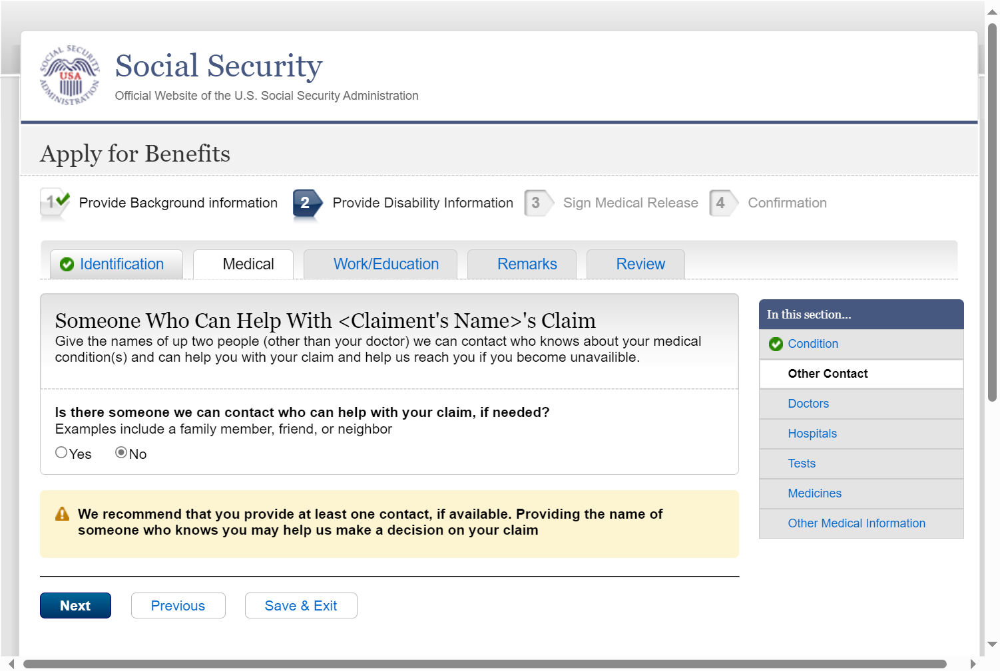 SOCIAL SECURITY ADMINISTRATION
USA
Social Security
Official Website of the U.S. Social Security Administration
Apply for Benefits
1 Provide Background information 2 Provide Disability Information 3 Sign Medical Release 4 Confirmation
Identification Medical Work/Education Remarks Review
Someone Who Can Help With <Claiment's Name>'s Claim
Give the names of up two people (other than your doctor) we can contact who knows about your medical
condition(s) and can help you with your claim and help us reach you if you become unavailible.
Is there someone we can contact who can help with your claim, if needed?
Examples include a family member, friend, or neighbor
Yes No
We recommend that you provide at least one contact, if available. Providing the name of
someone who knows you may help us make a decision on your claim
Next Previous Save & Exit
In this section...
Condition
Other Contact
Doctors
Hospitals
Tests
Medicines
Other Medical Information